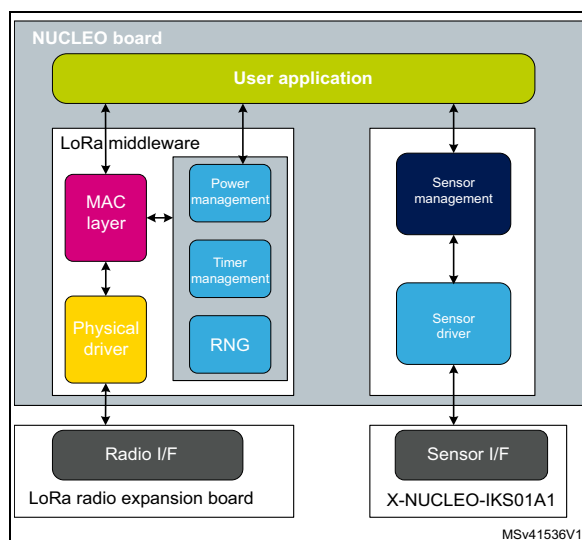 NUCLEO board
User application
LoRa middleware
MAC
layer
Power
management
Timer
management
Physical
driver
RNG
Sensor
management
Sensor
driver
Radio I/F
LoRa radio expansion board
Sensor I/F
X-NUCLEO-IKS01A1
MSv41536V1